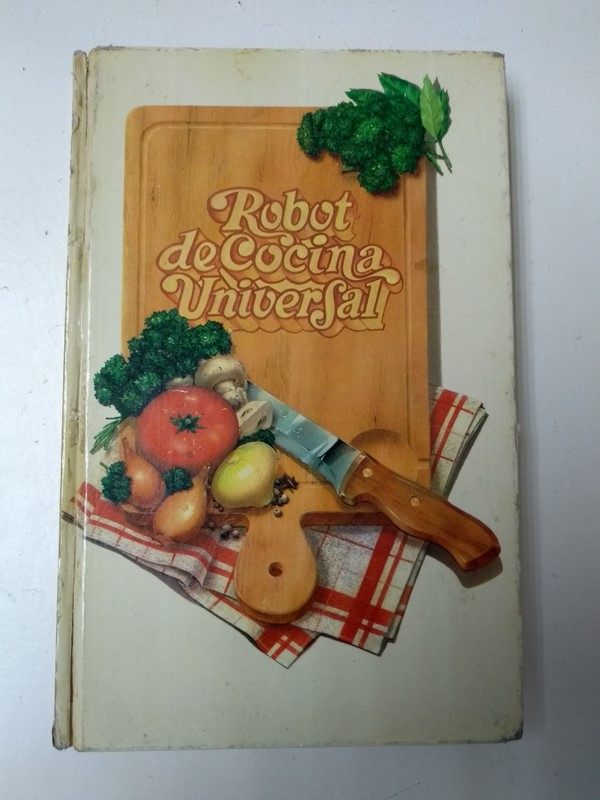 Robot
de Cocina
Universal